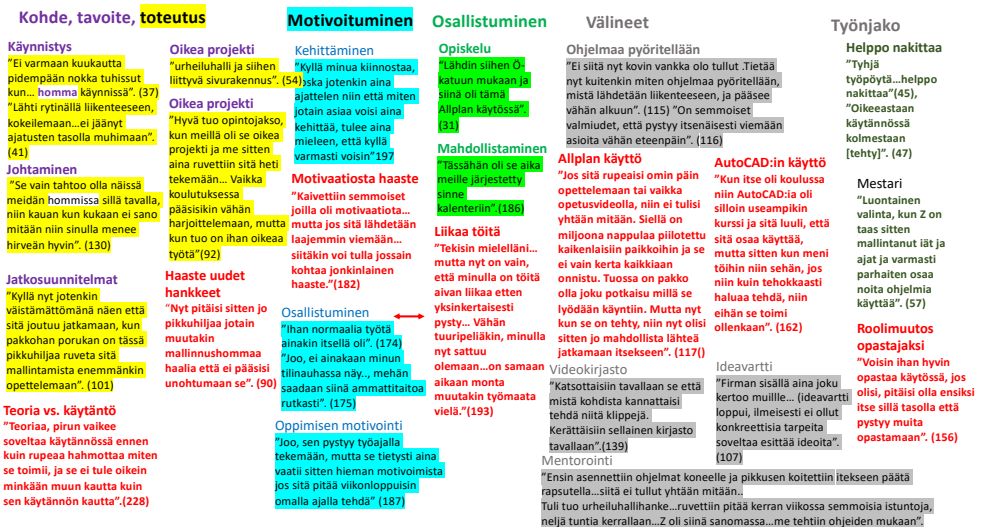 Kohde, tavoite, toteutus
Käynnistys
"Ei varmaan kuukautta
pidempään nokka tuhissut
kun… homma käynnissä". (37)
"Lähti rytinällä liikenteeseen,
kokeilemaan…ei jäänyt
ajatusten tasolla muhimaan".
(41)
Johtaminen
"Se vain tahtoo olla näissä
meidän hommissa sillä tavalla,
niin kauan kun kukaan ei sano
mitään niin sinulla menee
hirveän hyvin". (130)
Jatkosuunnitelmat
"Kyllä nyt jotenkin
väistämättömänä näen että
sitä joutuu jatkamaan, kun
pakkohan porukan on tässä
pikkuhiljaa ruveta sitä
mallintamista enemmänkin
opettelemaan". (101)
Teoria vs. käytäntö
"Teoriaa, pirun vaikee
soveltaa käytännössä ennen
kuin rupeaa hahmottaa miten
se toimii, ja se ei tule oikein
minkään muun kautta kuin
sen käytännön kautta".(228)
Oikea projekti
"urheiluhalli ja siihen
liittyvä sivurakennus". (54)
Oikea projekti
"Hyvä tuo opintojakso,
kun meillä oli se oikea
projekti ja me sitten
aina ruvettiin sitä heti
tekemään… Vaikka
koulutuksessa
pääsisikin vähän
harjoittelemaan, mutta
kun tuo on ihan oikeaa
työtä"(92)
Haaste uudet
hankkeet
"Nyt pitäisi sitten jo
pikkuhiljaa jotain
muutakin
mallinnushommaa
haalia että ei pääsisi
unohtumaan se". (90)
Motivoituminen
Kehittäminen
"Kyllä minua kiinnostaa,
koska jotenkin aina
ajattelen niin että miten
jotain asiaa voisi aina
kehittää, tulee aina
mieleen, että kyllä
varmasti voisin"197
Motivaatiosta haaste
"Kaivettiin semmoiset
joilla oli motivaatiota…
mutta jos sitä lähdetään
laajemmin viemään…
siitäkin voi tulla jossain
kohtaa jonkinlainen
haaste."(182)
Osallistuminen
"Ihan normaalia työtä
ainakin itsellä oli". (174)
"Joo, ei ainakaan minun
tilinauhassa näy.., mehän
saadaan siinä ammattitaitoa
rutkasti". (175)
Oppimisen motivointi
"Joo, sen pystyy työajalla
tekemään, mutta se tietysti aina
vaatii sitten hieman motivoimista
jos sitä pitää viikonloppuisin
omalla ajalla tehdä" (187)
Osallistuminen
Opiskelu
"Lähdin siihen Ö-
katuun mukaan ja
siinä oli tämä
Allplan käytössä".
(31)
Mahdollistaminen
"Tässähän oli se aika
meille järjestetty
sinne
kalenteriin".(186)
Liikaa töitä
"Tekisin mielelläni…
mutta nyt on vain,
että minulla on töitä
aivan liikaa etten
yksinkertaisesti
pysty… Vähän
tuuripeliäkin, minulla
nyt sattui
olemaan…on samaan
aikaan monta
muutakin työmaata
vielä."(193)
Välineet
Ohjelmaa pyöritellään
"Ei siitä nyt kovin vankka olo tullut .Tietää
nyt kuitenkin miten ohjelmaa pyöritellään,
mistä lähdetään liikenteeseen, ja pääsee
vähän alkuun". (115) "On semmoiset
valmiudet, että pystyy itsenäisesti viemään
asioita vähän eteenpäin". (116)
Allplan käyttö
"Jos sitä rupeaisi omin päin
opettelemaan tai vaikka
opetusvideolla, niin ei tulisi
yhtään mitään. Siellä on
miljoona nappulaa piilotettu
kaikenlaisiin paikkoihin ja se
ei vain kerta kaikkiaan
onnistu. Tuossa on pakko
olla joku potkaisu millä se
lyödään käyntiin. Mutta nyt
kun se on tehty, niin nyt olisi
sitten jo mahdollista lähteä
jatkamaan itsekseen". (117()
AutoCAD:in käyttö
"Kun itse oli koulussa
niin AutoCAD:ia oli
silloin useampikin
kurssi ja sitä luuli, että
sitä osaa käyttää,
mutta sitten kun meni
töihin niin sehän, jos
niin kuin tehokkaasti
haluaa tehdä, niin
eihän se toimi
ollenkaan". (162)
Videokirjasto
"Katsottaisiin tavallaan se että
mistä kohdista kannattaisi
tehdä niitä klippejä.
Kerättäisiin sellainen kirjasto
tavallaan".(139)
Ideavartti
"Firman sisällä aina joku
kertoo muillle… (ideavartti
loppui, ilmeisesti ei ollut
konkreettisia tarpeita
soveltaa esittää ideoita".
(107)
Mentorointi
"Ensin asennettiin ohjelmat koneelle ja pikkusen koitettiin itekseen päätä
rapsutella…siitä ei tullut yhtään mitään..
Tuli tuo urheiluhallihanke…ruvettiin pitää kerran viikossa semmosia istuntoja,
neljä tuntia kerrallaan…Z oli siinä sanomassa…me tehtiin ohjeiden mukaan".
Työnjako
Helppo nakittaa
"Tyhjä
työpöytä…helppo
nakittaa"(45),
"Oikeeastaan
käytännössä
kolmestaan
[tehty]". (47)
Mestari
"Luontainen
valinta, kun Z on
taas sitten
mallintanut iät ja
ajat ja varmasti
parhaiten osaa
noita ohjelmia
käyttää". (57)
Roolimuutos
opastajaksi
"Voisin ihan hyvin
opastaa käytössä, jos
olisi, pitäisi olla ensiksi
itse sillä tasolla että
pystyy muita
opastamaan". (156)